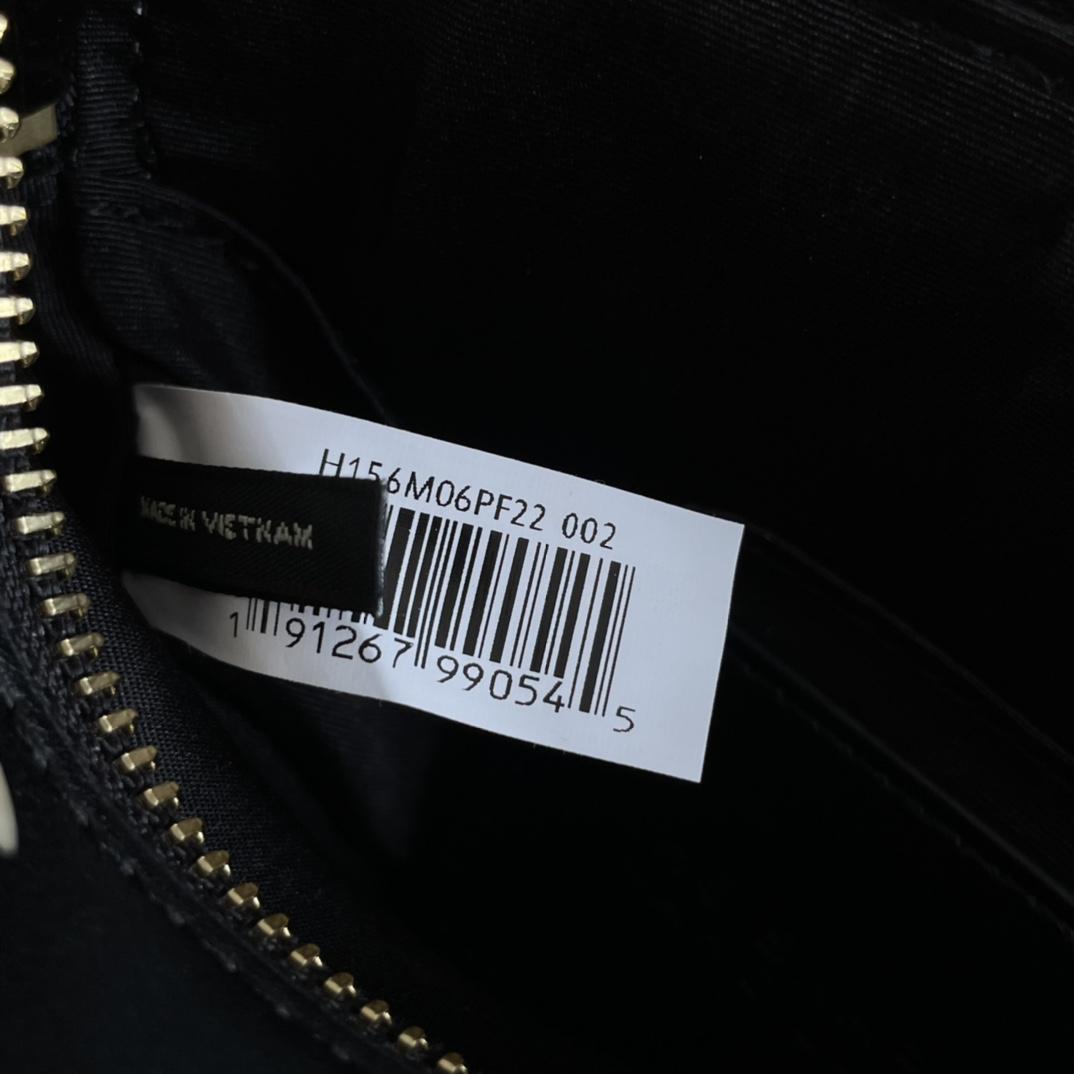 H156M06PF22 002
MADE IN VIETNAM
1 91267 99054 5